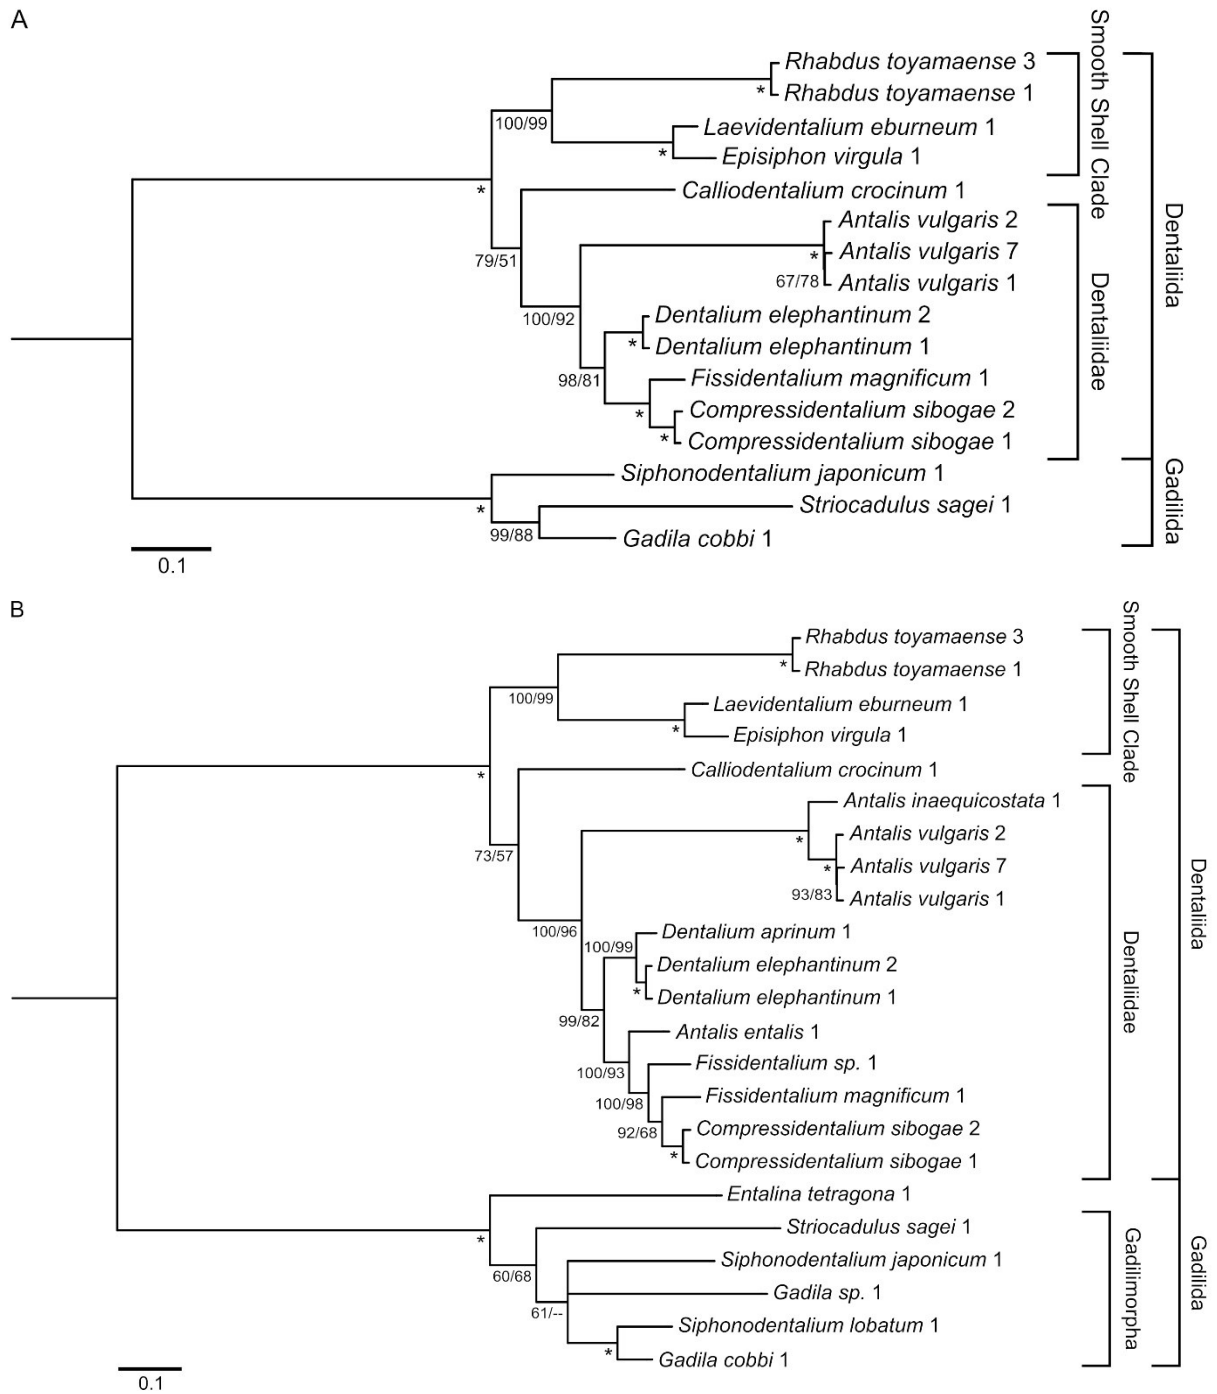 A
Rhabdus toyamaense 3
*
Rhabdus toyamaense 1
100/99
Laevidentalium eburneum 1
*
Episiphon virgula 1
Smooth Shell Clade
*
Calliodentalium crocinum 1
Antalis vulgaris 2
79/51
*
Antalis vulgaris 7
67/78
Antalis vulgaris 1
100/92
Dentalium elephantinum 2
*
Dentalium elephantinum 1
98/81
Fissidentalium magnificum 1
*
Compressidentalium sibogae 2
*
Compressidentalium sibogae 1
Dentaliidae
Dentaliida
Siphonodentalium japonicum 1
*
Striocadulus sagei 1
99/88
Gadila cobbi 1
Gadilida
0.1
B
Rhabdus toyamaense 3
*
Rhabdus toyamaense 1
100/99
Laevidentalium eburneum 1
*
Episiphon virgula 1
Smooth Shell Clade
*
Calliodentalium crocinum 1
Antalis inaequicostata 1
*
Antalis vulgaris 2
73/57
*
Antalis vulgaris 7
93/83
Antalis vulgaris 1
100/96
Dentalium aprinum 1
100/99
Dentalium elephantinum 2
*
Dentalium elephantinum 1
99/82
Antalis entalis 1
100/93
Fissidentalium sp. 1
100/98
Fissidentalium magnificum 1
92/68
Compressidentalium sibogae 2
*
Compressidentalium sibogae 1
Dentaliidae
Dentaliida
Entalina tetragona 1
*
Striocadulus sagei 1
60/68
Siphonodentalium japonicum 1
Gadila sp. 1
61/--
Siphonodentalium lobatum 1
*
Gadila cobbi 1
Gadilimorpha
Gadilida
0.1